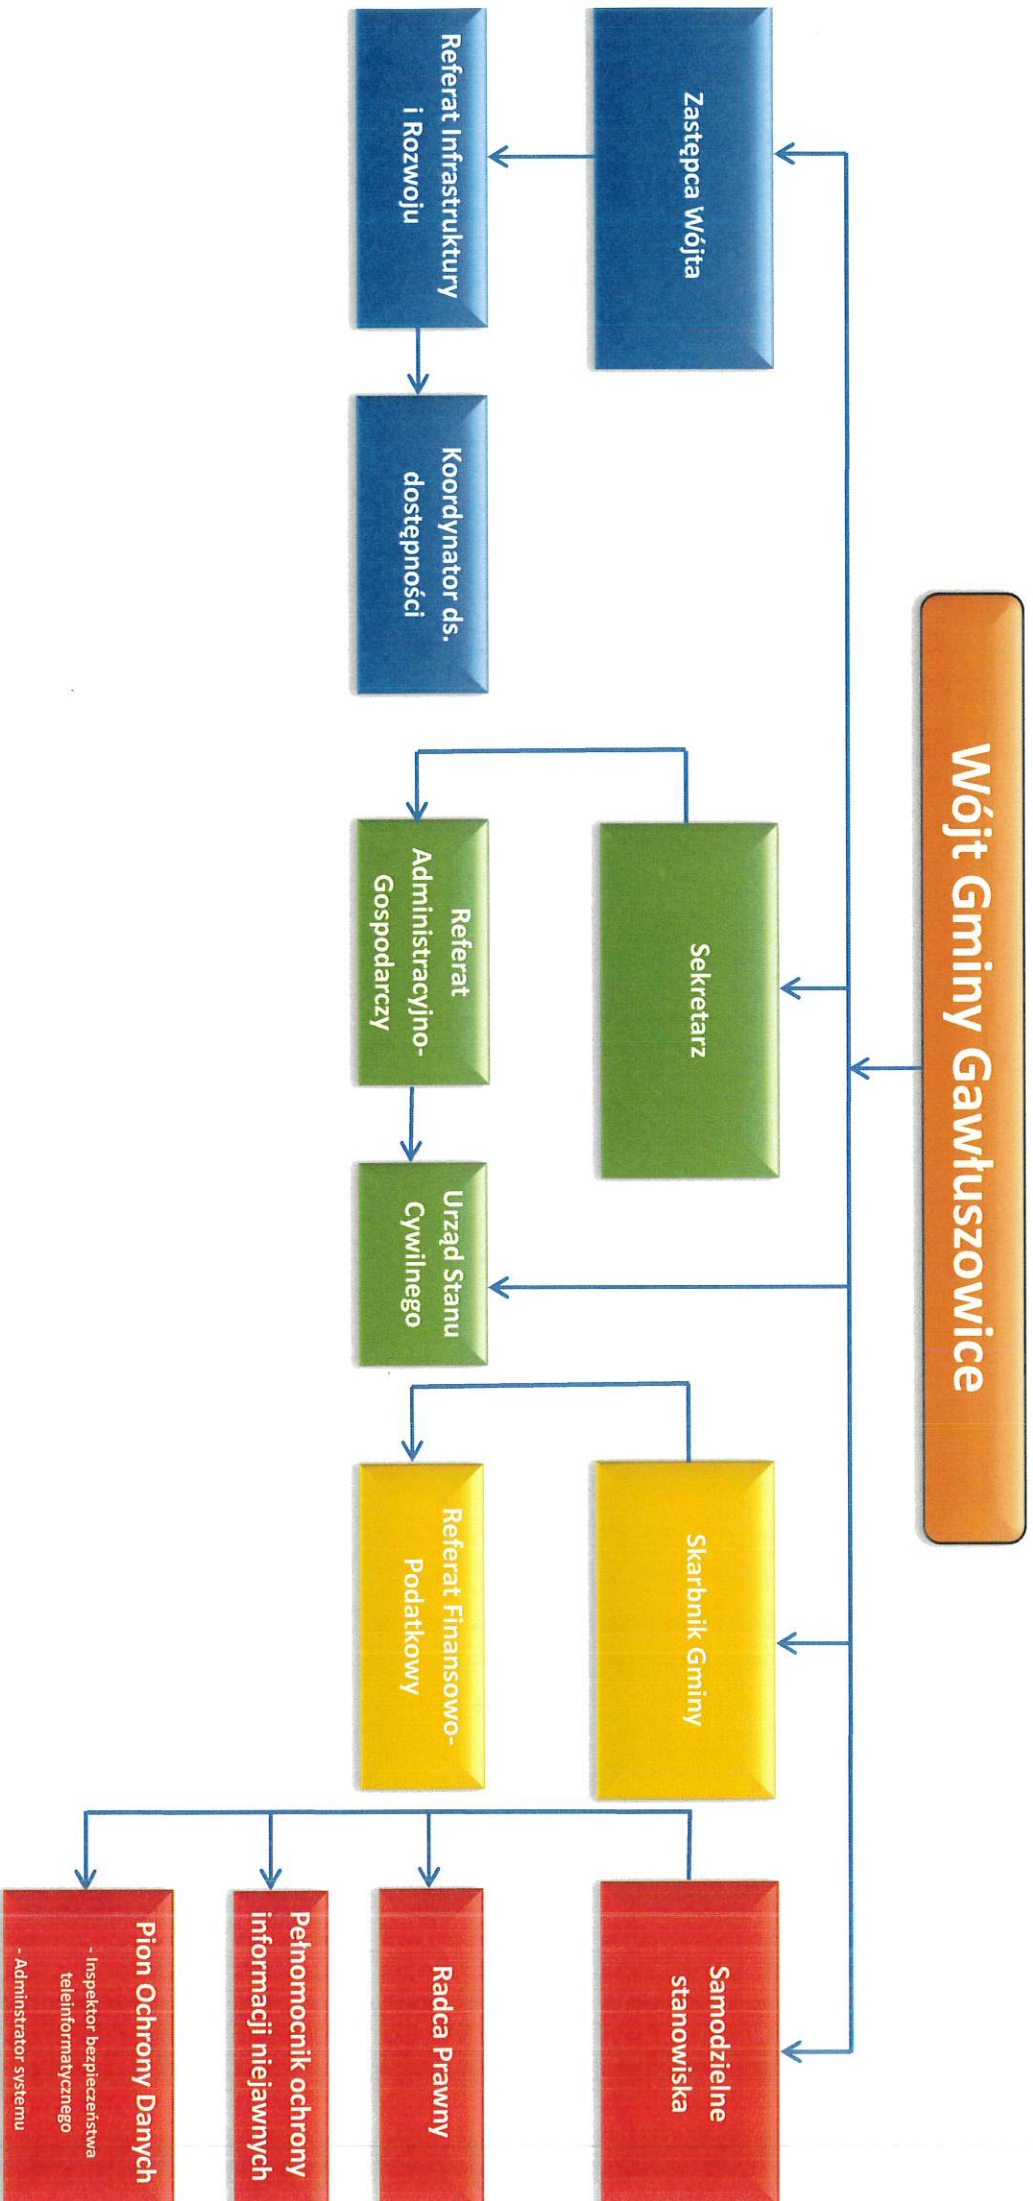 Wójt Gminy Gawłuszowice
Zastępca Wójta
Sekretarz
Skarbnik Gminy
Samodzielne
stanowiska
Referat Infrastruktury
i Rozwoju
Koordynator ds.
dostępności
Referat
Administracyjno-
Gospodarczy
Urząd Stanu
Cywilnego
Referat Finansowo-
Podatkowy
Radca Prawny
Pełnomocnik ochrony
informacji niejawnych
Pion Ochrony Danych
- Inspektor bezpieczeństwa
teleinformatycznego
- Adminstrator systemu